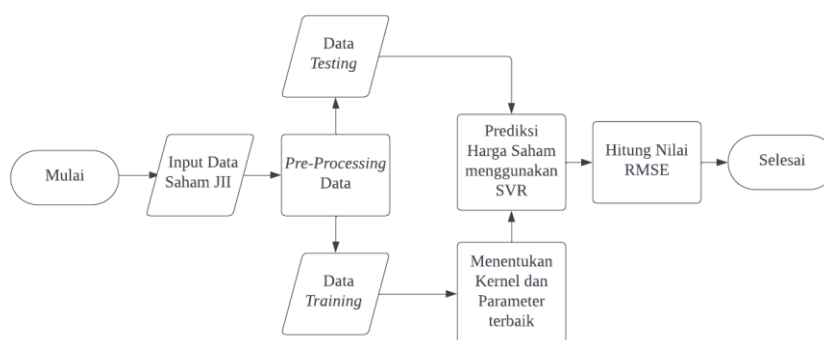 Mulai
Input Data
Saham JII
Pre-Processing
Data
Data
Testing
Data
Training
Menentukan
Kernel dan
Parameter
terbaik
Prediksi
Harga Saham
menggunakan
SVR
Hitung Nilai
RMSE
Selesai